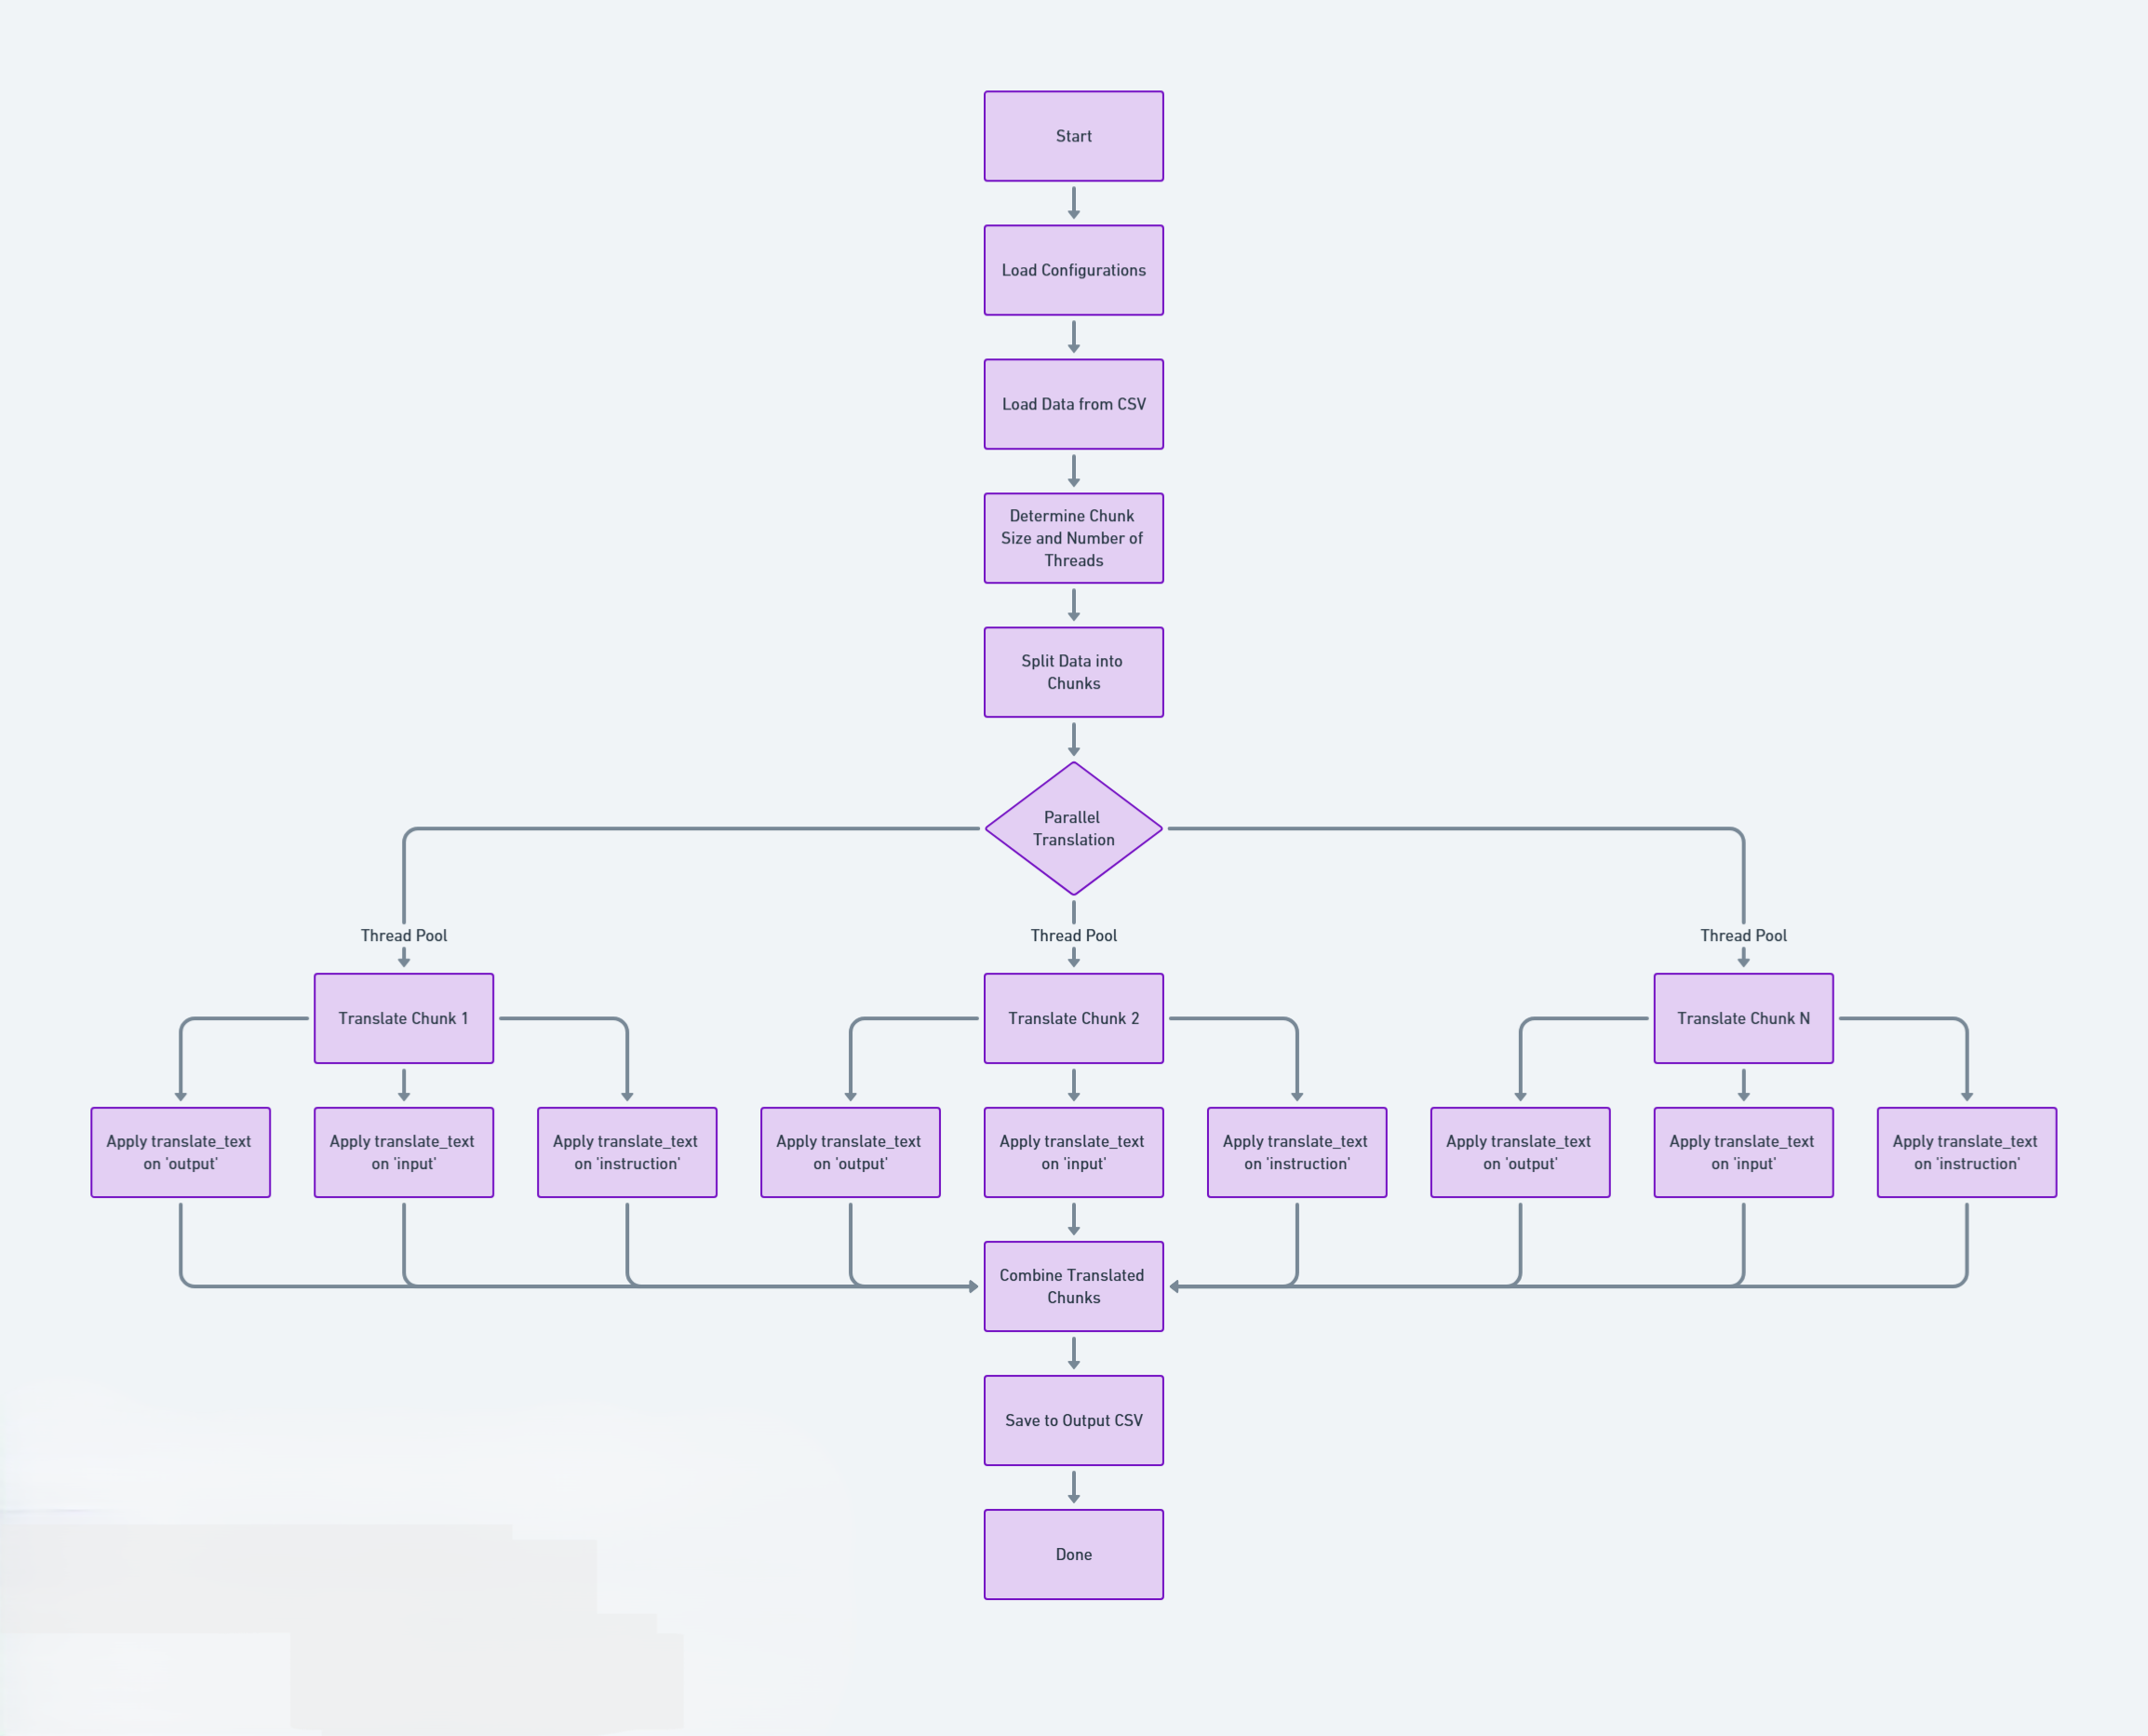 Start
Load Configurations
Load Data from CSV
Determine Chunk
Size and Number of
Threads
Split Data into
Chunks
Parallel
Translation
Thread Pool
Thread Pool
Thread Pool
Translate Chunk 1
Translate Chunk 2
Translate Chunk N
Apply translate_text
on 'output'
Apply translate_text
on 'input'
Apply translate_text
on 'instruction'
Apply translate_text
on 'output'
Apply translate_text
on 'input'
Apply translate_text
on 'instruction'
Apply translate_text
on 'output'
Apply translate_text
on 'input'
Apply translate_text
on 'instruction'
Combine Translated
Chunks
Save to Output CSV
Done